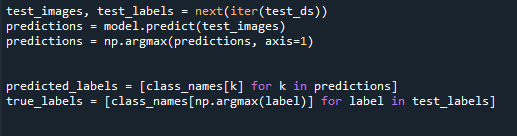 test_images, test_labels = next(iter(test_ds))
predictions = model.predict(test_images)
predictions = np.argmax(predictions, axis=1)
predicted_labels = [class_names[k] for k in predictions]
true_labels = [class_names[np.argmax(label)] for label in test_labels]